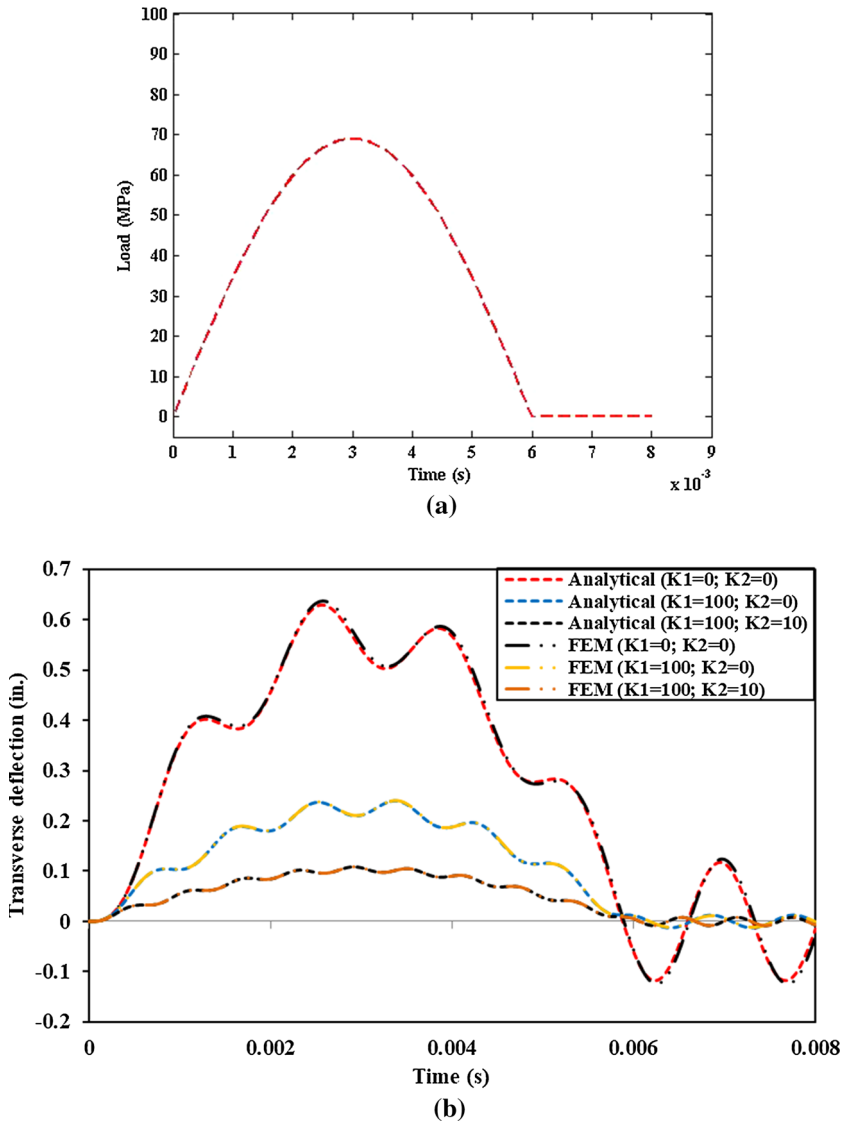 100
90
80
70
60
50
40
30
20
10
0
Load (MPa)
0 1 2 3 4 5 6 7 8 9
Time (s)
x 10⁻³
(a)
0.7
0.6
0.5
0.4
0.3
0.2
0.1
0
-0.1
-0.2
Transverse deflection (in.)
Analytical (K1=0; K2=0)
Analytical (K1=100; K2=0)
Analytical (K1=100; K2=10)
FEM (K1=0; K2=0)
FEM (K1=100; K2=0)
FEM (K1=100; K2=10)
0 0.002 0.004 0.006 0.008
Time (s)
(b)